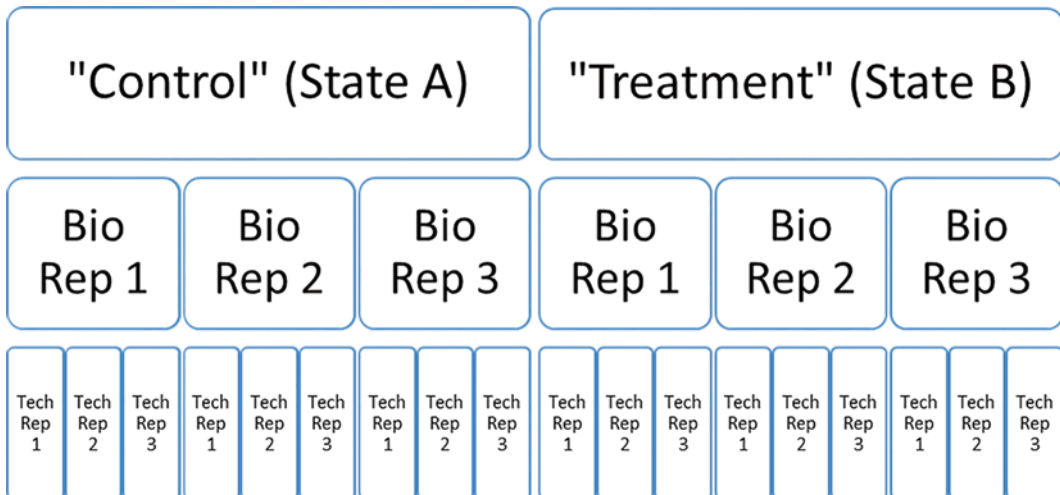 "Control" (State A)
"Treatment" (State B)
Bio
Rep 1
Bio
Rep 2
Bio
Rep 3
Bio
Rep 1
Bio
Rep 2
Bio
Rep 3
Tech
Rep
1
Tech
Rep
2
Tech
Rep
3
Tech
Rep
1
Tech
Rep
2
Tech
Rep
3
Tech
Rep
1
Tech
Rep
2
Tech
Rep
3
Tech
Rep
1
Tech
Rep
2
Tech
Rep
3
Tech
Rep
1
Tech
Rep
2
Tech
Rep
3
Tech
Rep
1
Tech
Rep
2
Tech
Rep
3